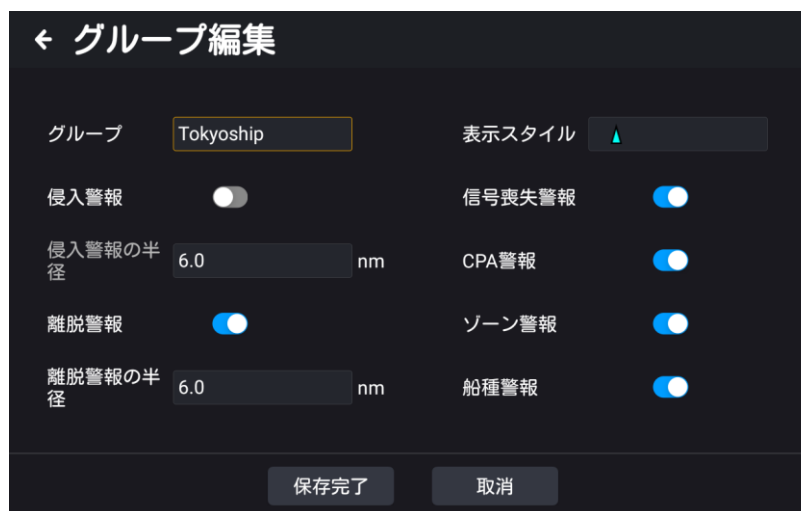 グループ編集
グループ Tokyoship 表示スタイル
侵入警報 信号喪失警報
侵入警報の半
径 6.0 nm CPA警報
離脱警報 ゾーン警報
離脱警報の半
径 6.0 nm 船種警報
保存完了 取消